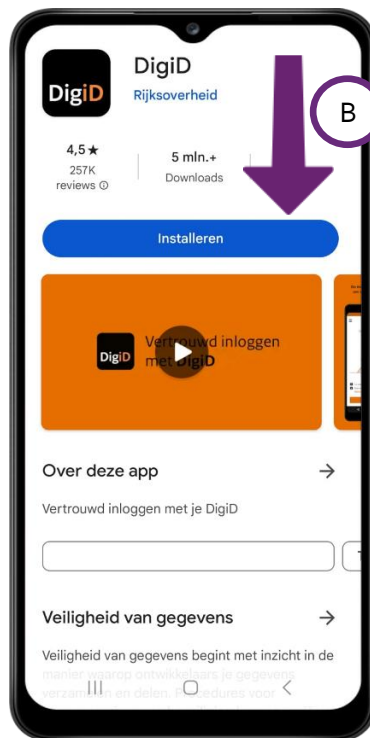 DigiD
DigiD
Rijksoverheid
B
4,5★
257K
reviews
5 mln.+
Downloads
Installeren
DigiD
Vertrouwd inloggen
met DigiD
Over deze app
Vertrouwd inloggen met je DigiD
Veiligheid van gegevens
Veiligheid van gegevens begint met inzicht in de
manier waarop ontwikkelaars je gegevens
verzamelen en delen. Procedures voor